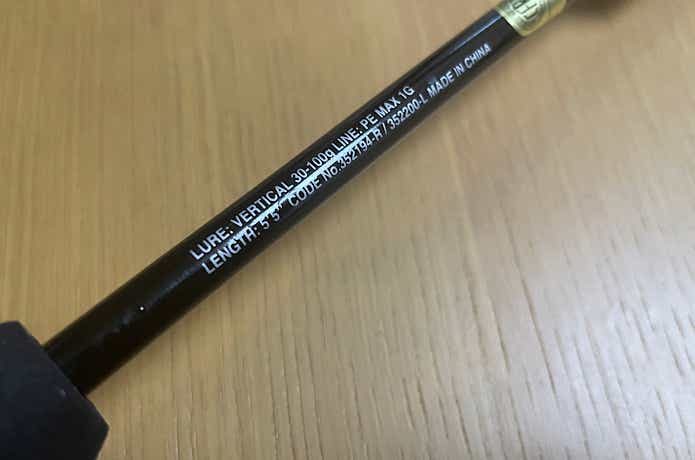 LURE: VERTICAL 30-100g LINE: PE MAX 1G
LENGTH: 5'5" CODE No.352194-R / 352200-L MADE IN CHINA